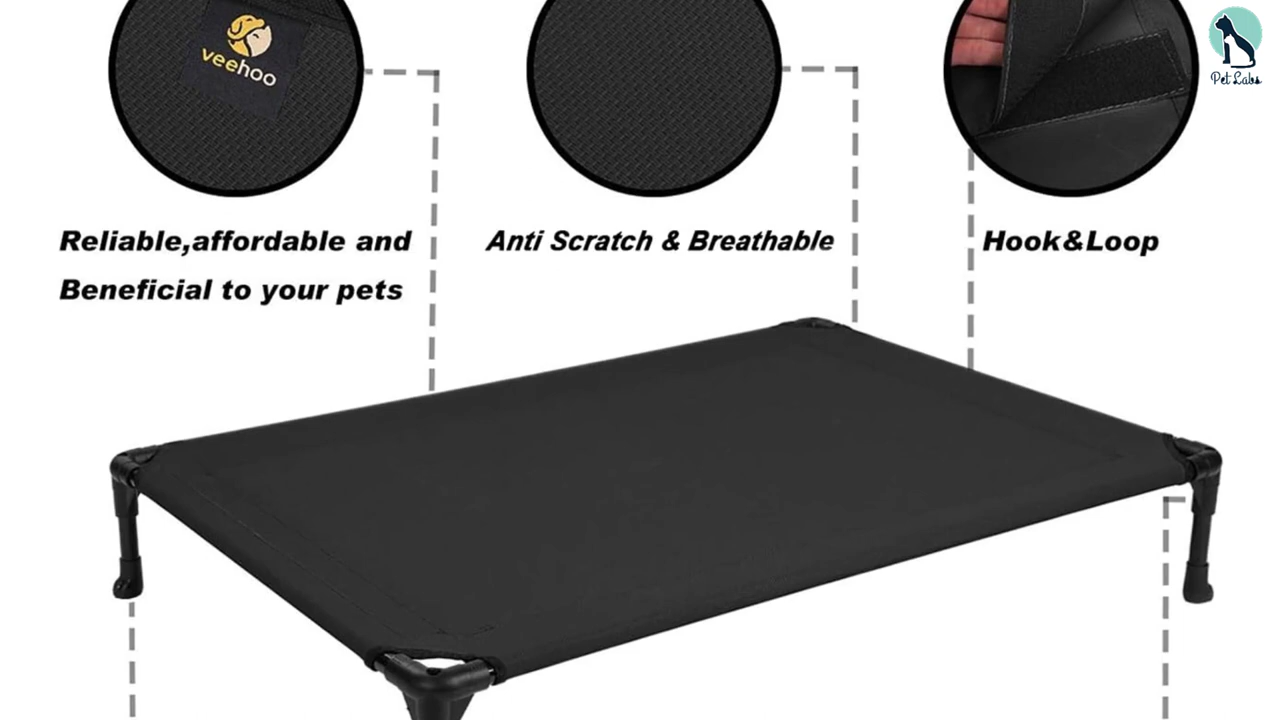 veehoo
Pet Labs
Reliable,affordable and
Beneficial to your pets
Anti Scratch & Breathable
Hook&Loop